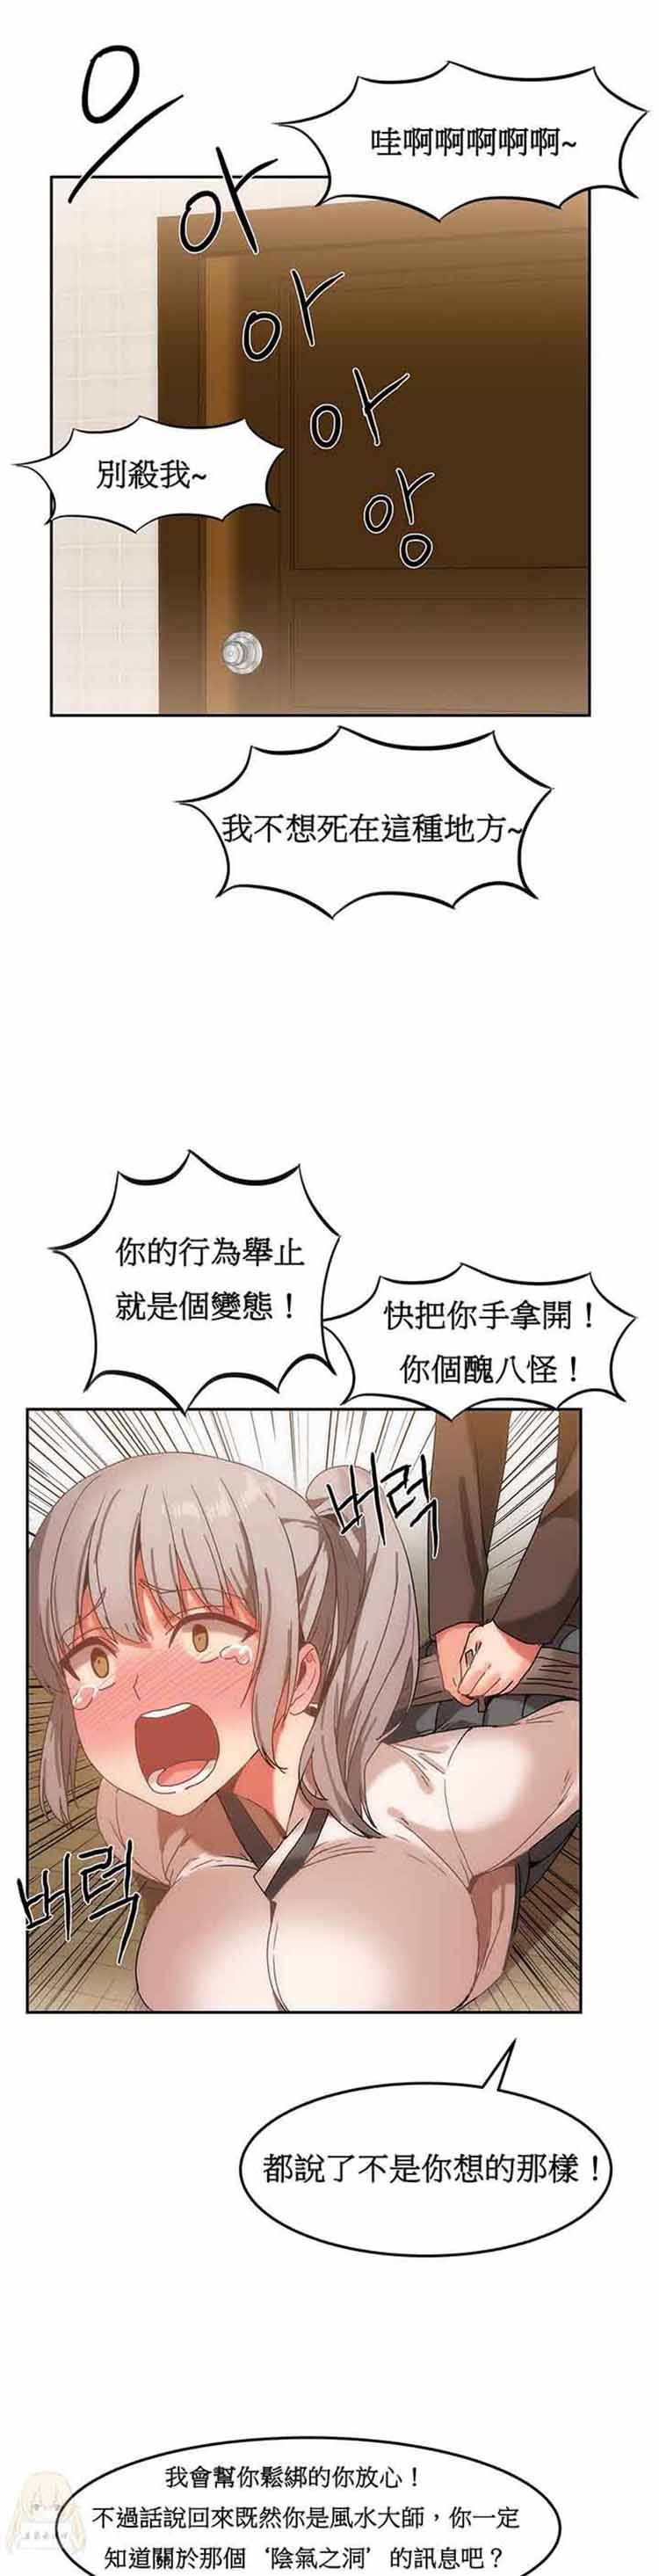 으
아
아
아
앙
哇啊啊啊啊啊~
別殺我~
我不想死在這種地方~
你的行為舉止
就是個變態！
快把你手拿開！
你個醜八怪！
버럭
버럭
都說了不是你想的那樣！
我會幫你鬆綁的你放心！
不過話說回來既然你是風水大師，你一定
知道關於那個‘陰氣之洞’的訊息吧？